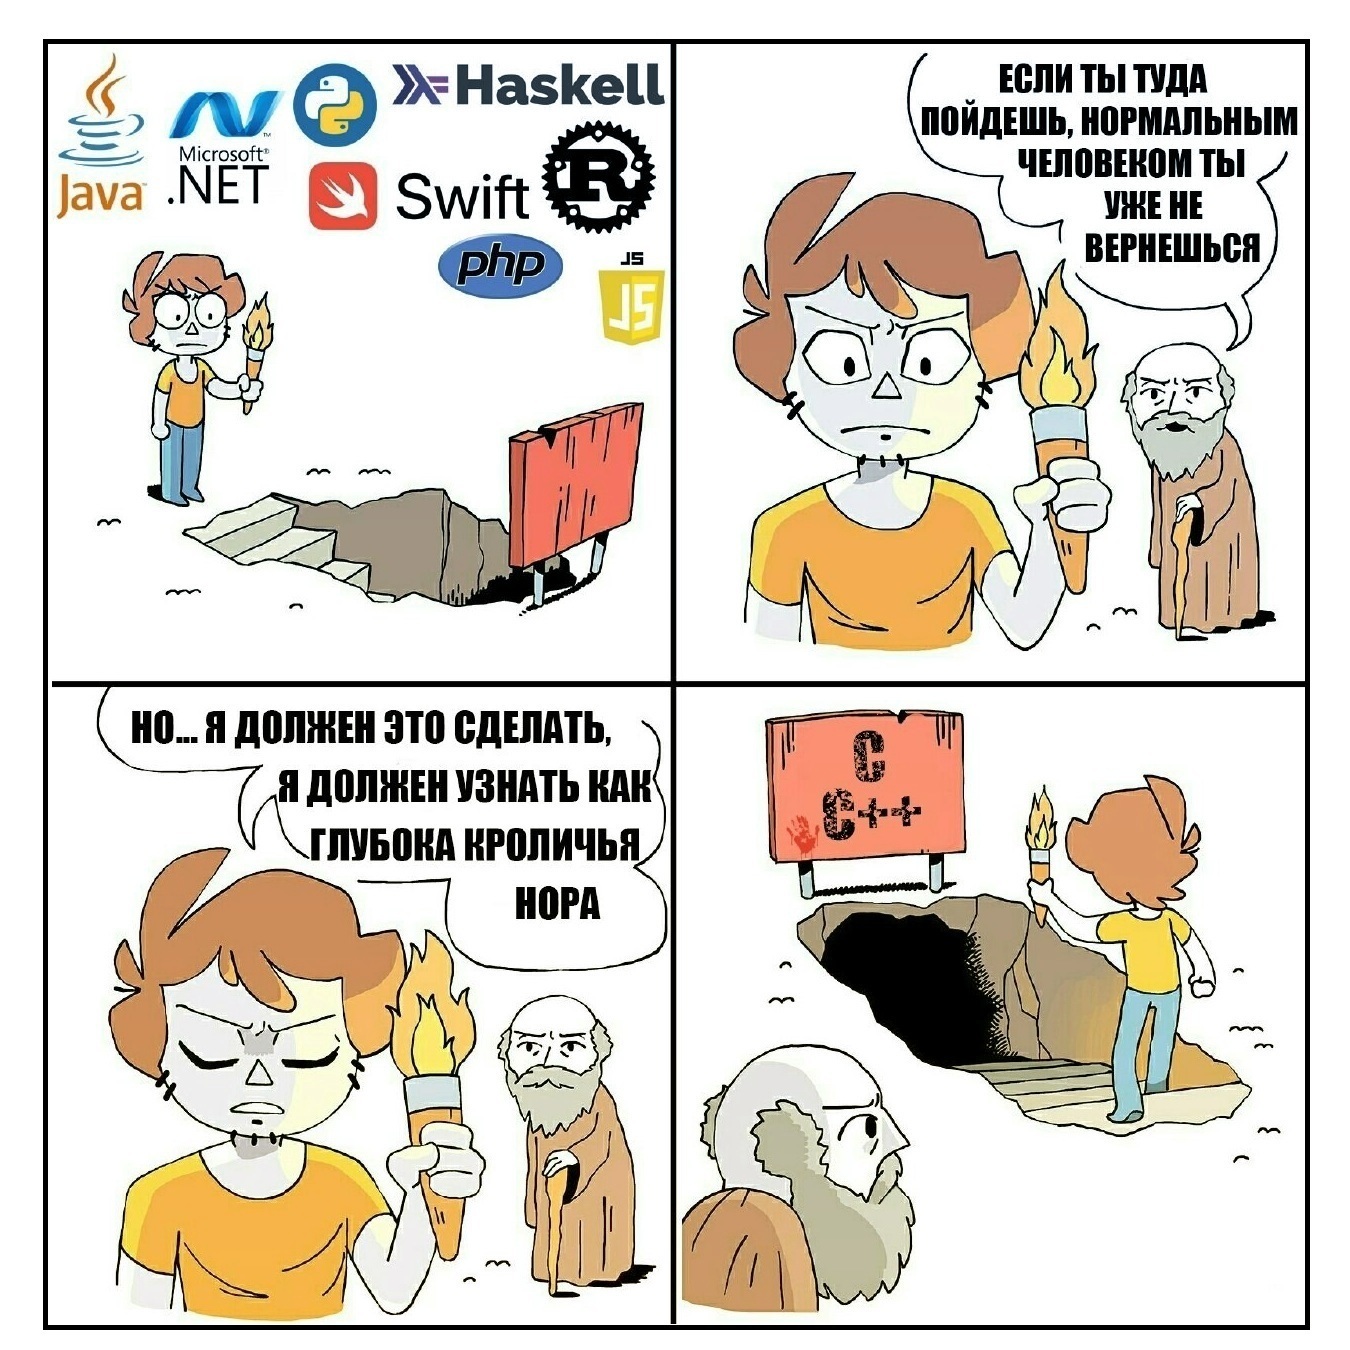 Haskell
Microsoft®
.NET
Java
Swift
R
php
JS
JS
ЕСЛИ ТЫ ТУДА
ПОЙДЕШЬ, НОРМАЛЬНЫМ
ЧЕЛОВЕКОМ ТЫ
УЖЕ НЕ
ВЕРНЕШЬСЯ
НО... Я ДОЛЖЕН ЭТО СДЕЛАТЬ,
Я ДОЛЖЕН УЗНАТЬ КАК
ГЛУБОКА КРОЛИЧЬЯ
НОРА
C
C++